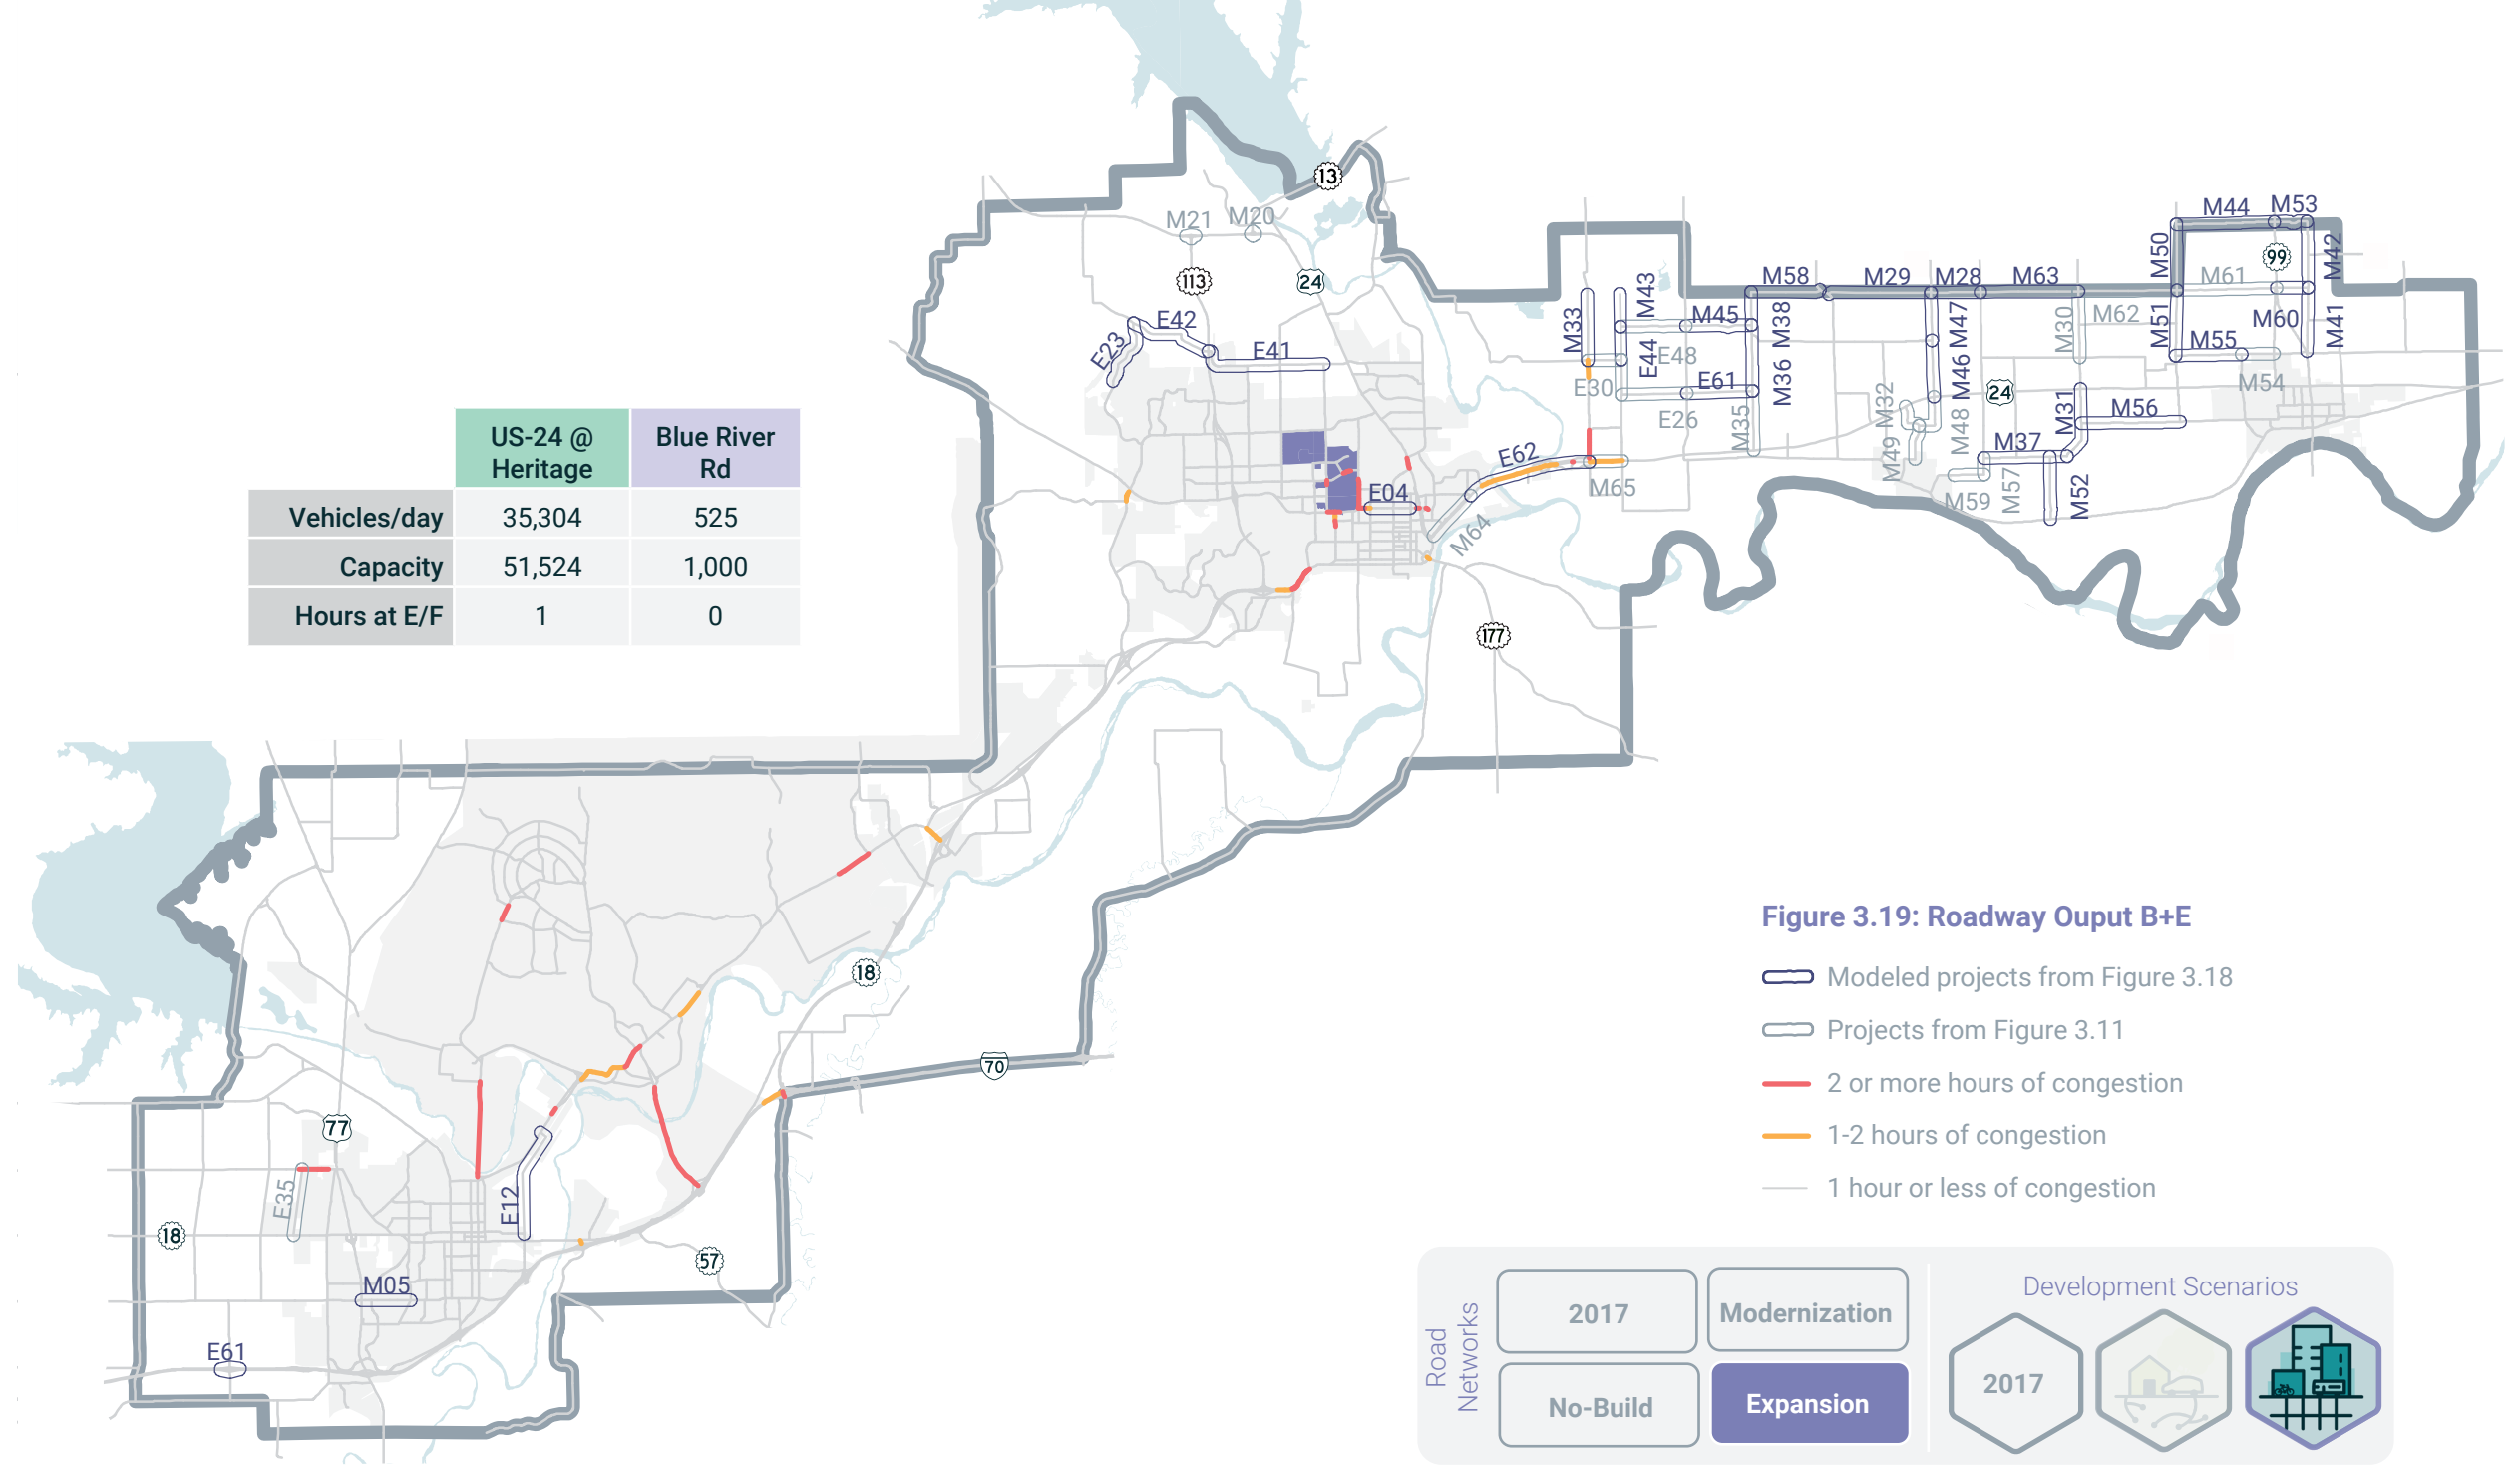 13
M21
M20
113
24
M44
M53
M50
99
M42
M61
M58
M29
M28
M63
M43
M33
M45
M38
M47
M30
M62
M51
M60
M41
M55
E42
E23
E41
E48
E44
E30
E61
M36
M46
24
M54
E26
M35
M32
M48
M49
M31
M56
M37
E62
E04
M65
M64
M59
M57
M52
177
US-24 @
Heritage
Blue River
Rd
Vehicles/day 35,304 525
Capacity 51,524 1,000
Hours at E/F 1 0
18
70
77
E35
E12
18
57
M05
E61
Figure 3.19: Roadway Ouput B+E
Modeled projects from Figure 3.18
Projects from Figure 3.11
2 or more hours of congestion
1-2 hours of congestion
1 hour or less of congestion
Road
Networks
2017
Modernization
No-Build
Expansion
Development Scenarios
2017